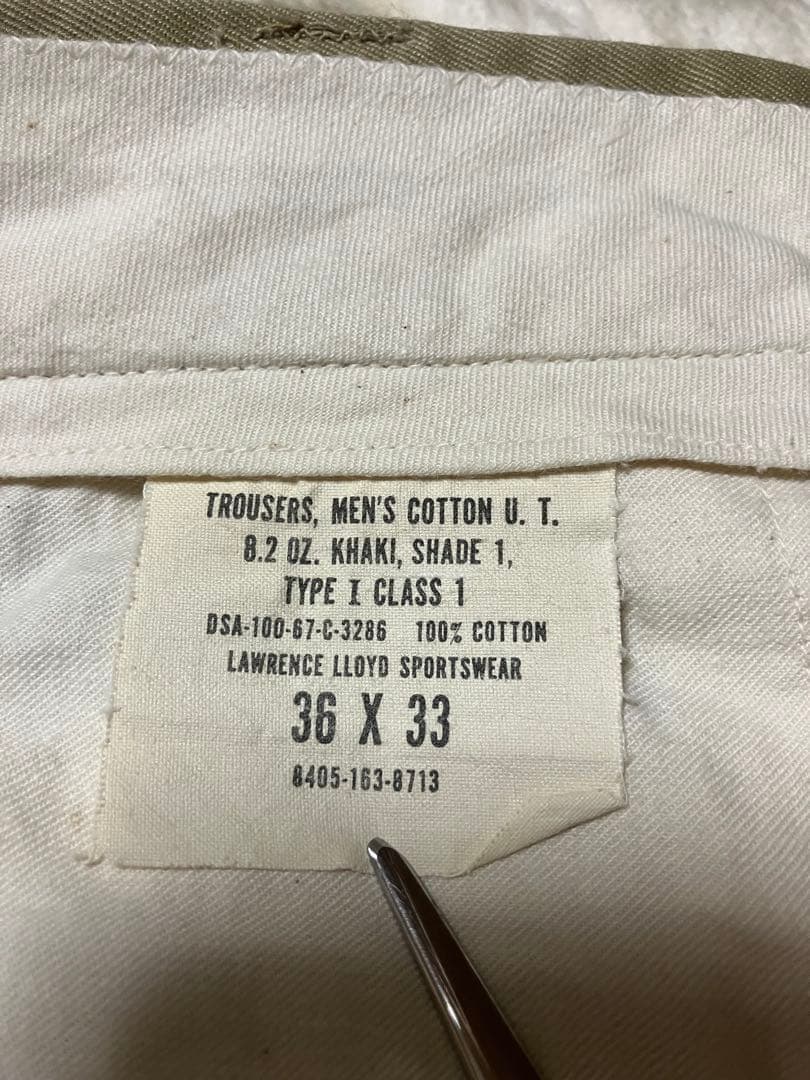 TROUSERS, MEN'S COTTON U. T.
8.2 OZ. KHAKI, SHADE 1,
TYPE I CLASS 1
DSA-100-67-C-3286 100% COTTON
LAWRENCE LLOYD SPORTSWEAR
36 X 33
8405-163-8713